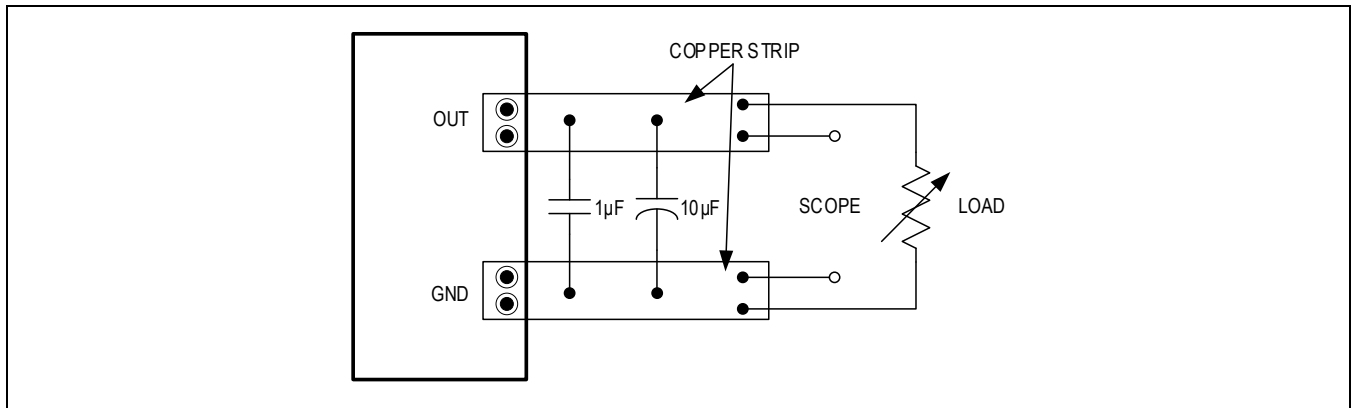 COPPER STRIP
OUT
1µF
10µF
SCOPE
LOAD
GND